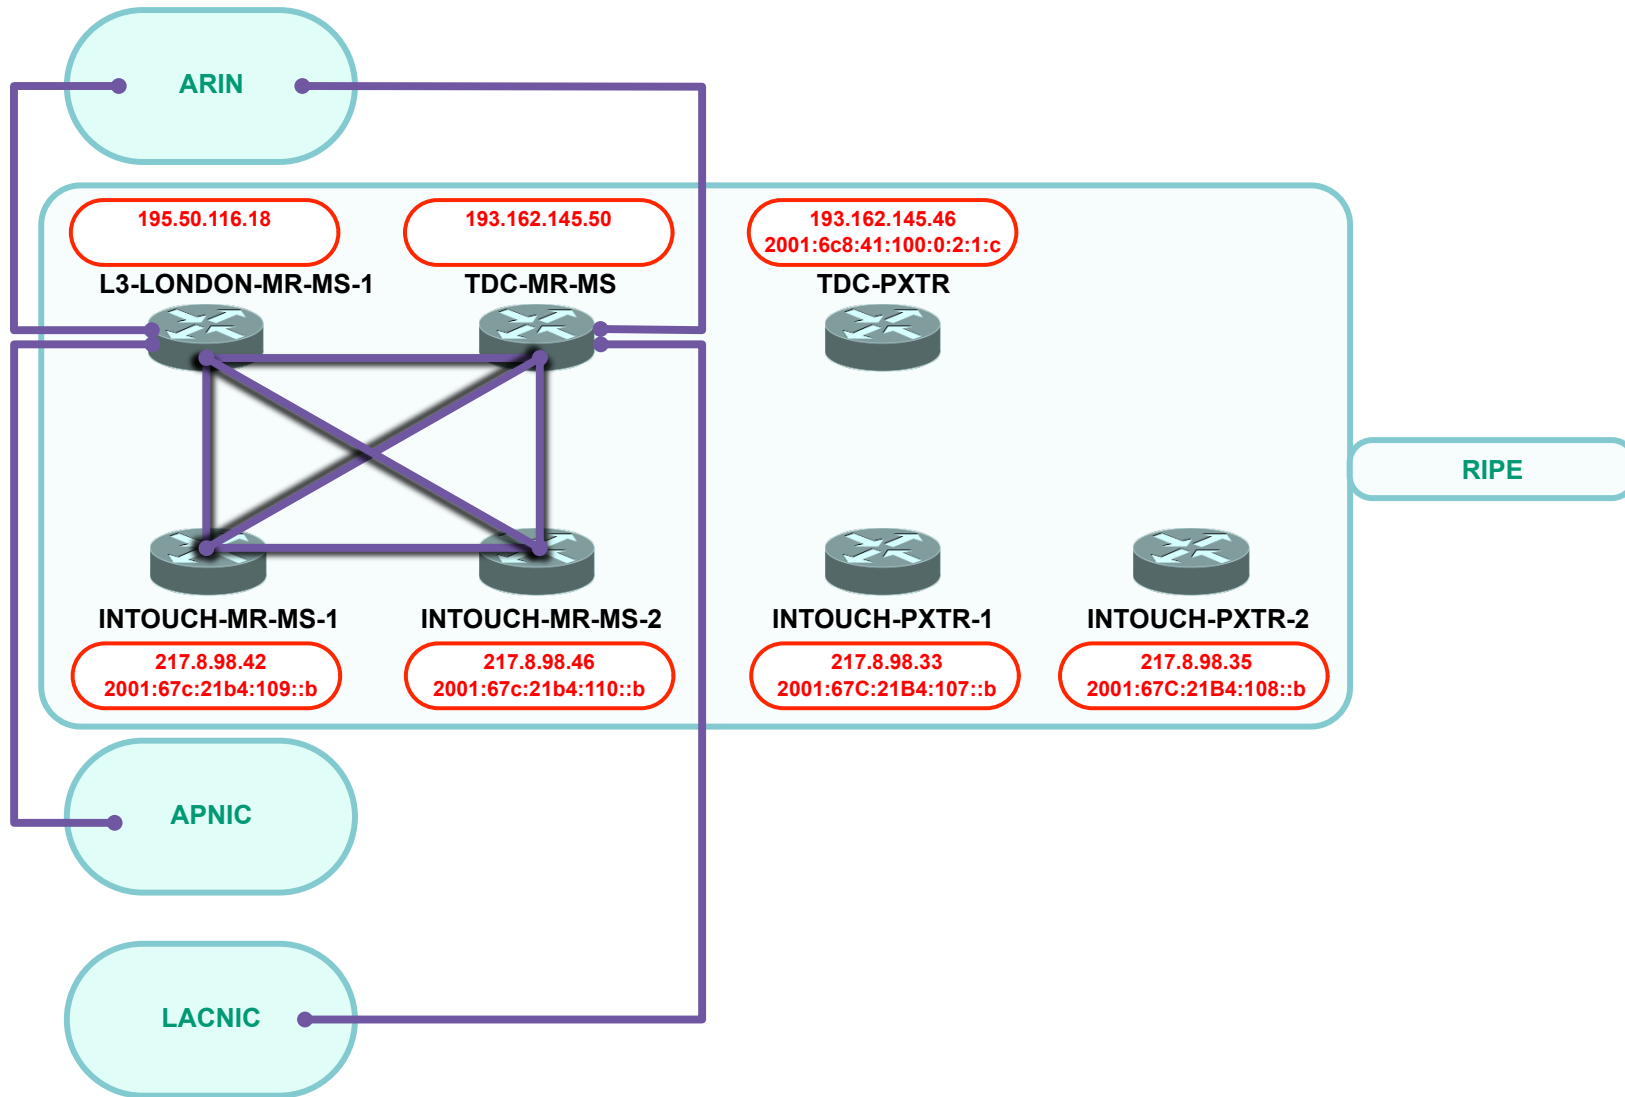 ARIN
195.50.116.18
193.162.145.50
193.162.145.46
2001:6c8:41:100:0:2:1:c
L3-LONDON-MR-MS-1
TDC-MR-MS
TDC-PXTR
RIPE
INTOUCH-MR-MS-1
INTOUCH-MR-MS-2
INTOUCH-PXTR-1
INTOUCH-PXTR-2
217.8.98.42
2001:67c:21b4:109::b
217.8.98.46
2001:67c:21b4:110::b
217.8.98.33
2001:67C:21B4:107::b
217.8.98.35
2001:67C:21B4:108::b
APNIC
LACNIC